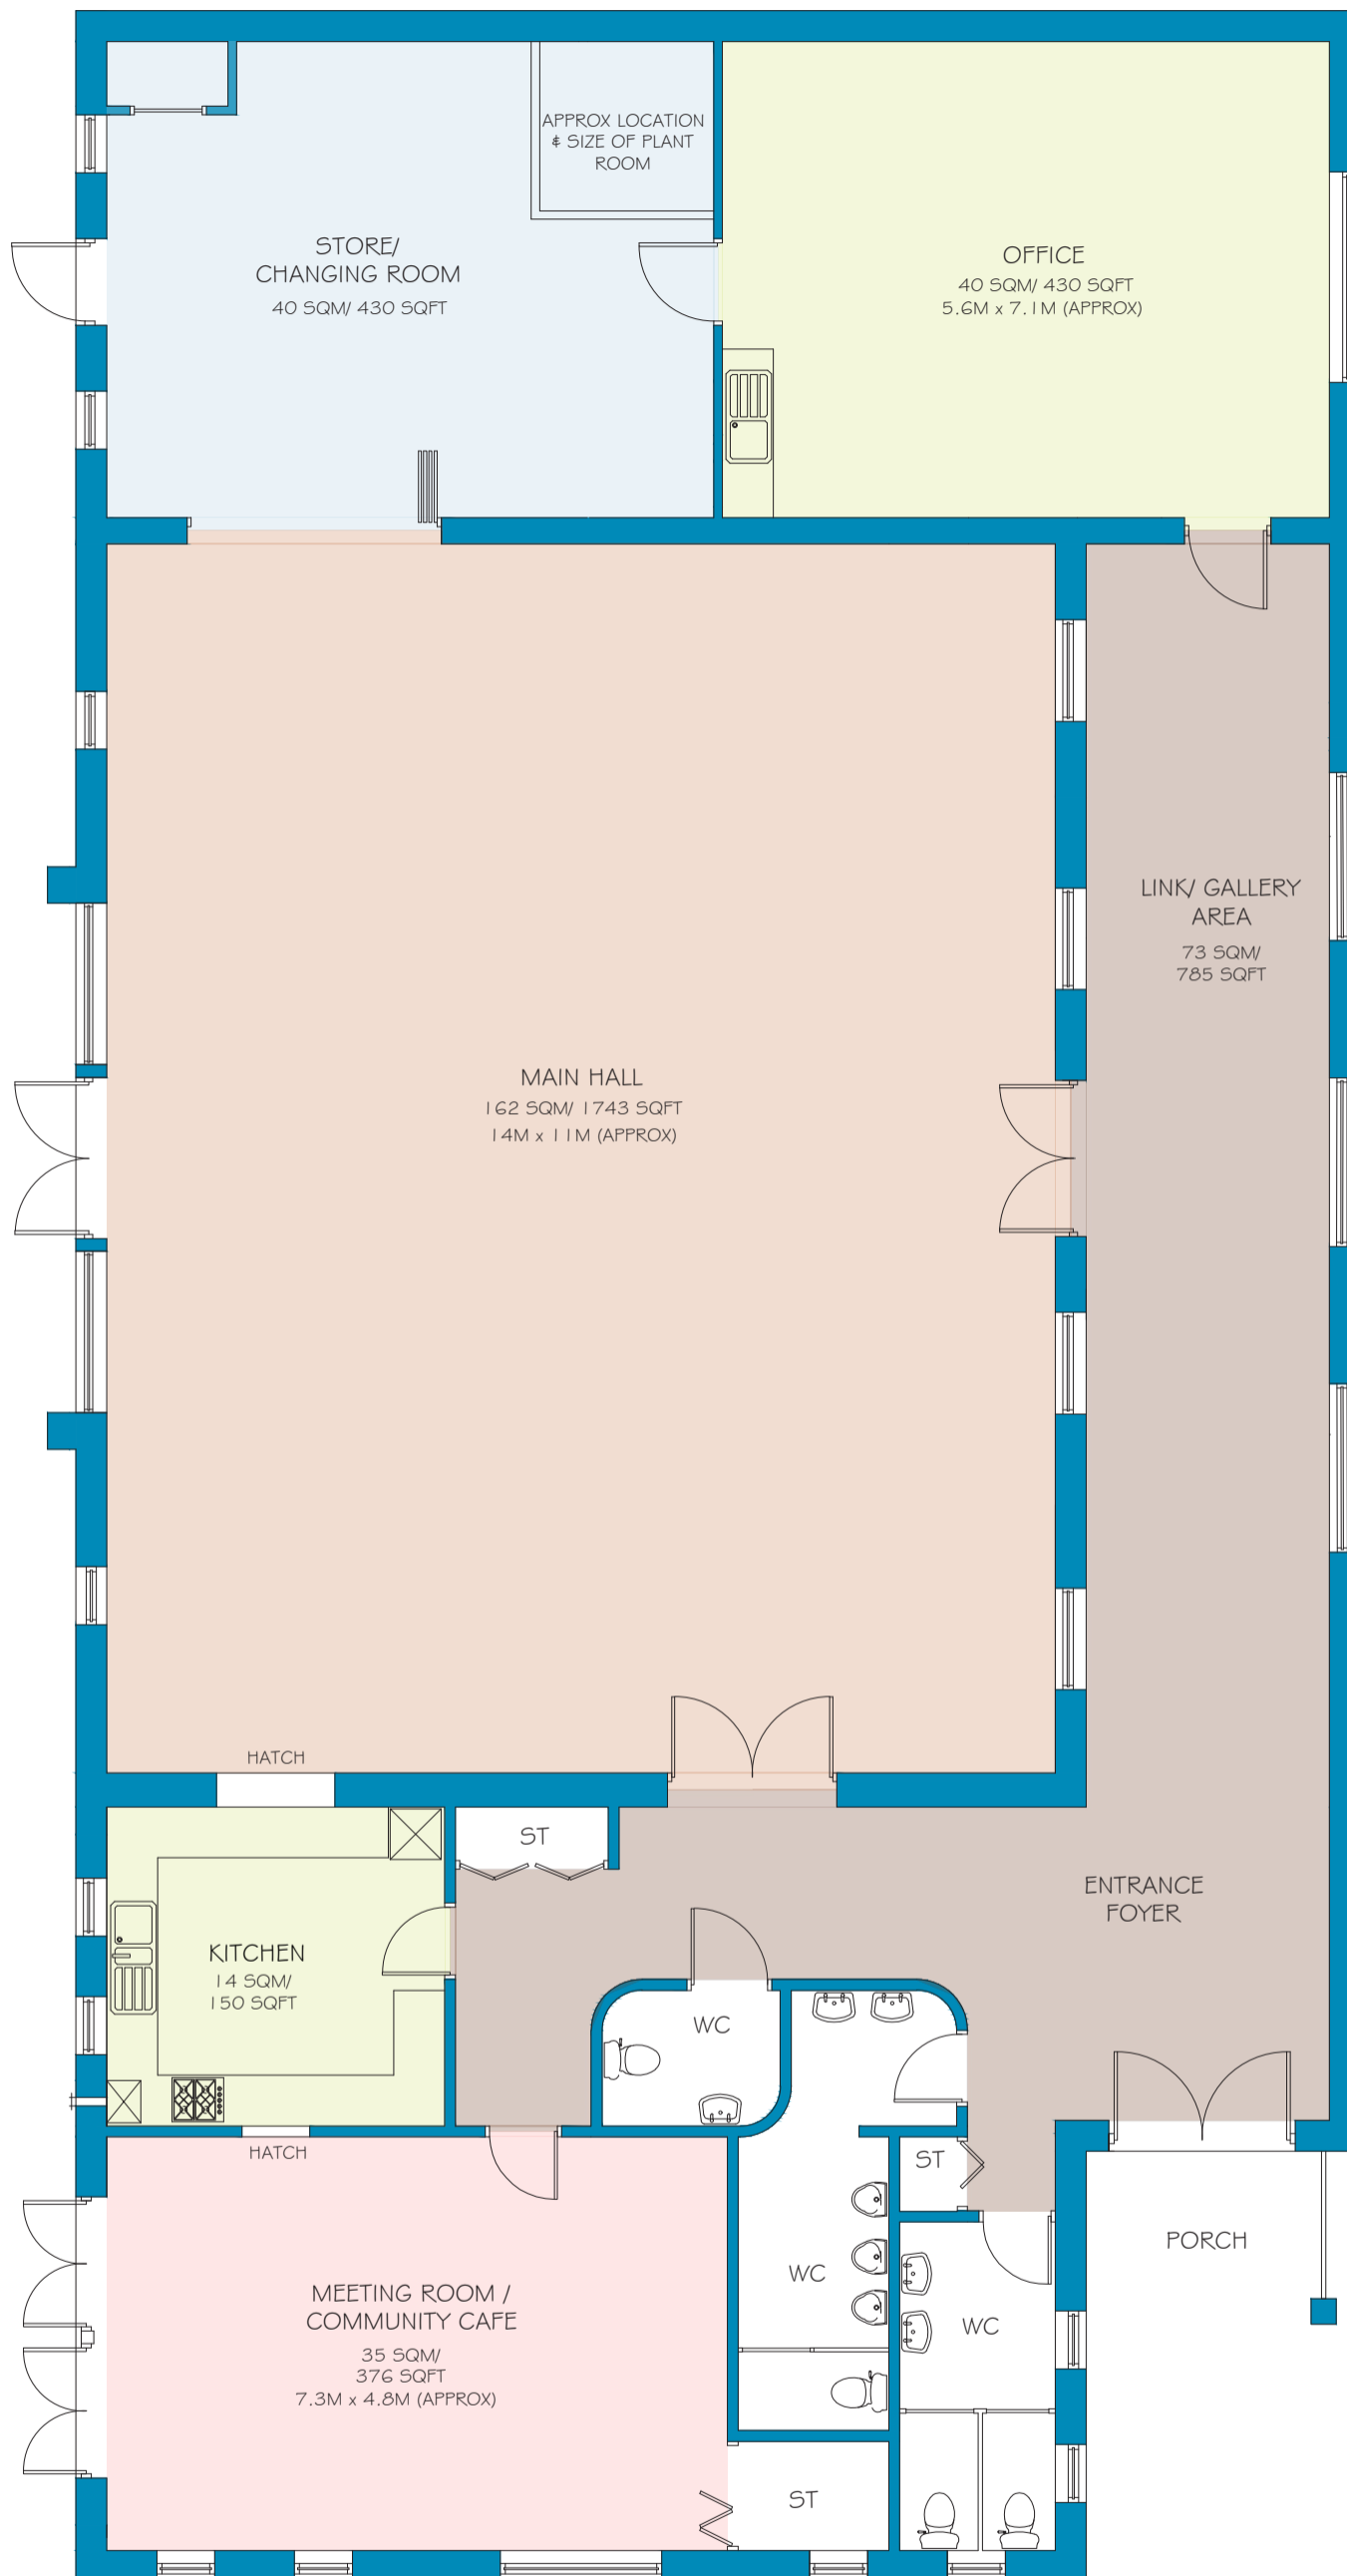 APPROX LOCATION
& SIZE OF PLANT
ROOM
STORE/
CHANGING ROOM
40 SQM/ 430 SQFT
OFFICE
40 SQM/ 430 SQFT
5.6M x 7.1M (APPROX)
LINK/ GALLERY
AREA
73 SQM/
785 SQFT
MAIN HALL
162 SQM/ 1743 SQFT
14M x 11M (APPROX)
HATCH
ST
ENTRANCE
FOYER
KITCHEN
14 SQM/
150 SQFT
WC
HATCH
ST
PORCH
WC
MEETING ROOM /
COMMUNITY CAFE
35 SQM/
376 SQFT
7.3M x 4.8M (APPROX)
WC
ST